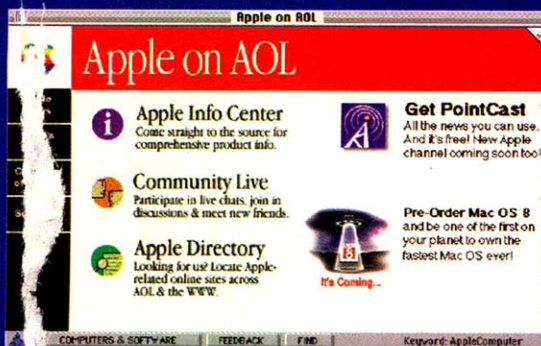 Apple on AOL
Apple on AOL
Apple Info Center
Come straight to the source for
comprehensive product info.
Community Live
Participate in live chats, join in
discussions & meet new friends.
Apple Directory
Looking for us? Locate Apple-
related online sites across
AOL & the WWW.
Get PointCast
All the news you can use.
And it's free! New Apple
channel coming soon too!
Pre-Order Mac OS 8
and be one of the first on
your planet to own the
fastest Mac OS ever!
8
It's Coming...
COMPUTERS & SOFTWARE
FEEDBACK
FIND
Keyword: AppleComputer